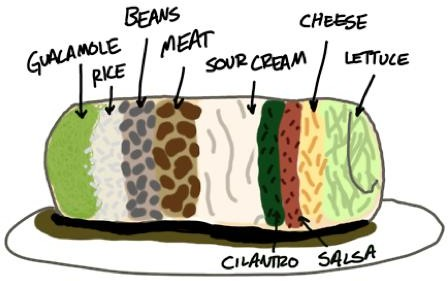 GUACAMOLE
RICE
BEANS
MEAT
SOUR CREAM
CHEESE
LETTUCE
CILANTRO
SALSA